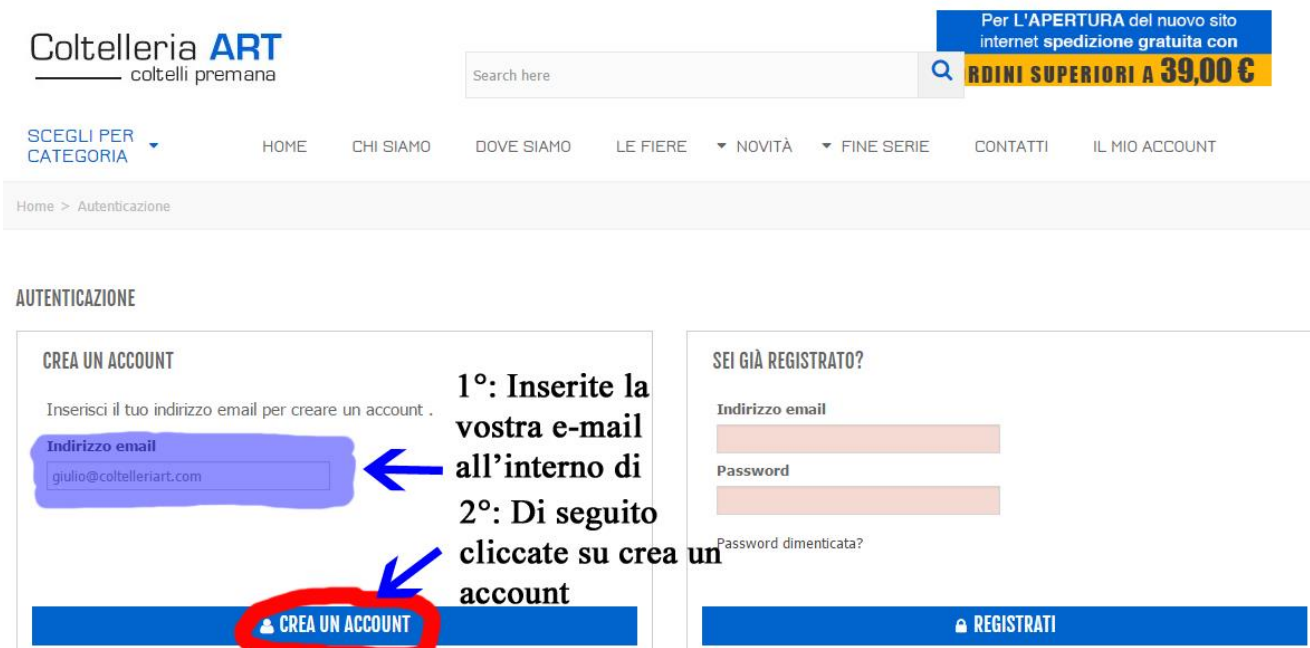 Coltelleria ART
coltelli premana
Search here
Per L'APERTURA del nuovo sito
internet spedizione gratuita con
RDINI SUPERIORI A 39,00 €
SCEGLI PER
CATEGORIA
HOME CHI SIAMO DOVE SIAMO LE FIERE NOVITÀ FINE SERIE CONTATTI IL MIO ACCOUNT
Home > Autenticazione
AUTENTICAZIONE
CREA UN ACCOUNT
Inserisci il tuo indirizzo email per creare un account .
Indirizzo email
giulio@coltelleriart.com
1°: Inserite la
vostra e-mail
all'interno di
2°: Di seguito
cliccate su crea un
account
CREA UN ACCOUNT
SEI GIÀ REGISTRATO?
Indirizzo email
Password
Password dimenticata?
REGISTRATI